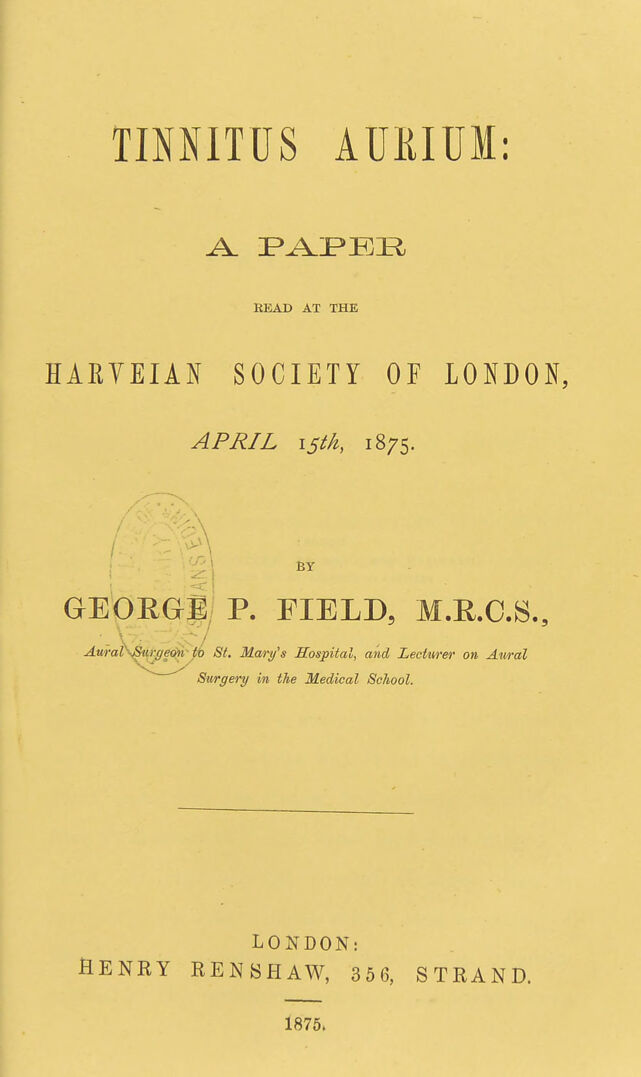 TINNITUS AURIUM:
A PAPER
READ AT THE
HARVEIAN SOCIETY OF LONDON,
APRIL 15th, 1875.
BY
GEORGE P. FIELD, M.R.C.S.,
Aural Surgeon to St. Mary's Hospital, and Lecturer on Aural
Surgery in the Medical School.
LONDON:
HENRY RENSHAW, 356, STRAND.
1875.